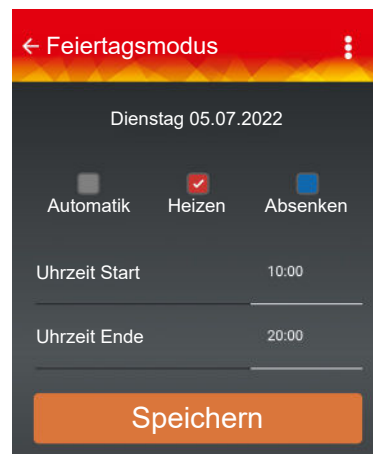 Feiertagsmodus
Dienstag 05.07.2022
Automatik Heizen Absenken
Uhrzeit Start 10:00
Uhrzeit Ende 20:00
Speichern